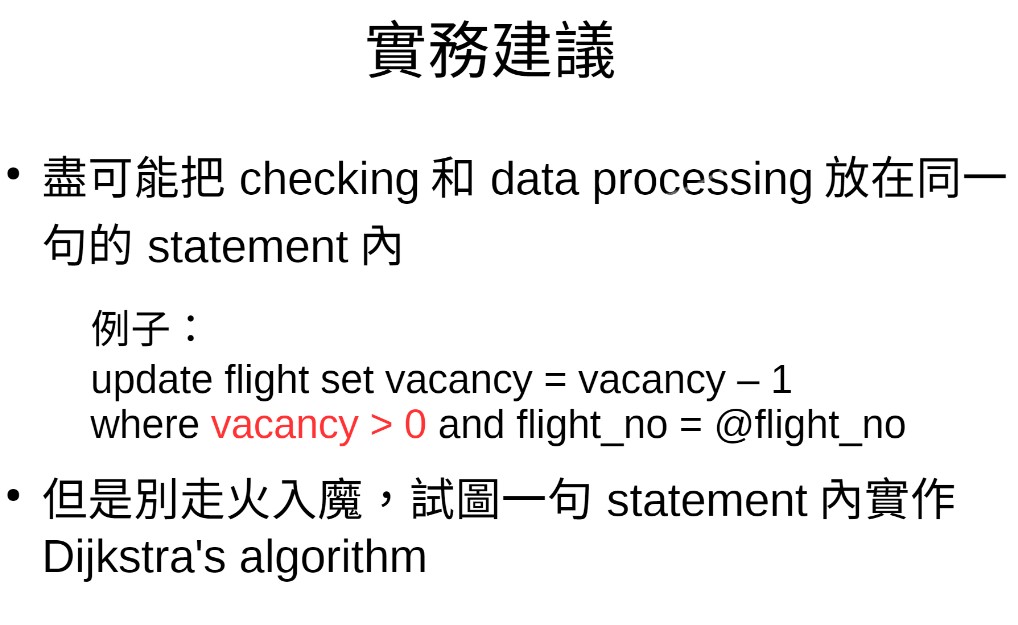 實務建議
• 盡可能把 checking 和 data processing 放在同一
句的 statement 內
例子：
update flight set vacancy = vacancy – 1
where vacancy > 0 and flight_no = @flight_no
• 但是別走火入魔，試圖一句 statement 內實作
Dijkstra's algorithm